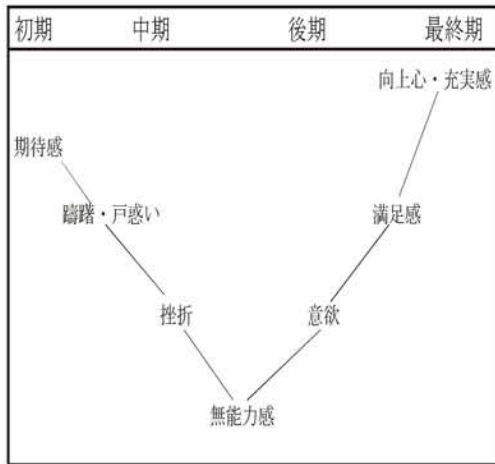 初期 中期 後期 最終期
向上心・充実感
期待感
躊躇・戸惑い 満足感
挫折 意欲
無能力感